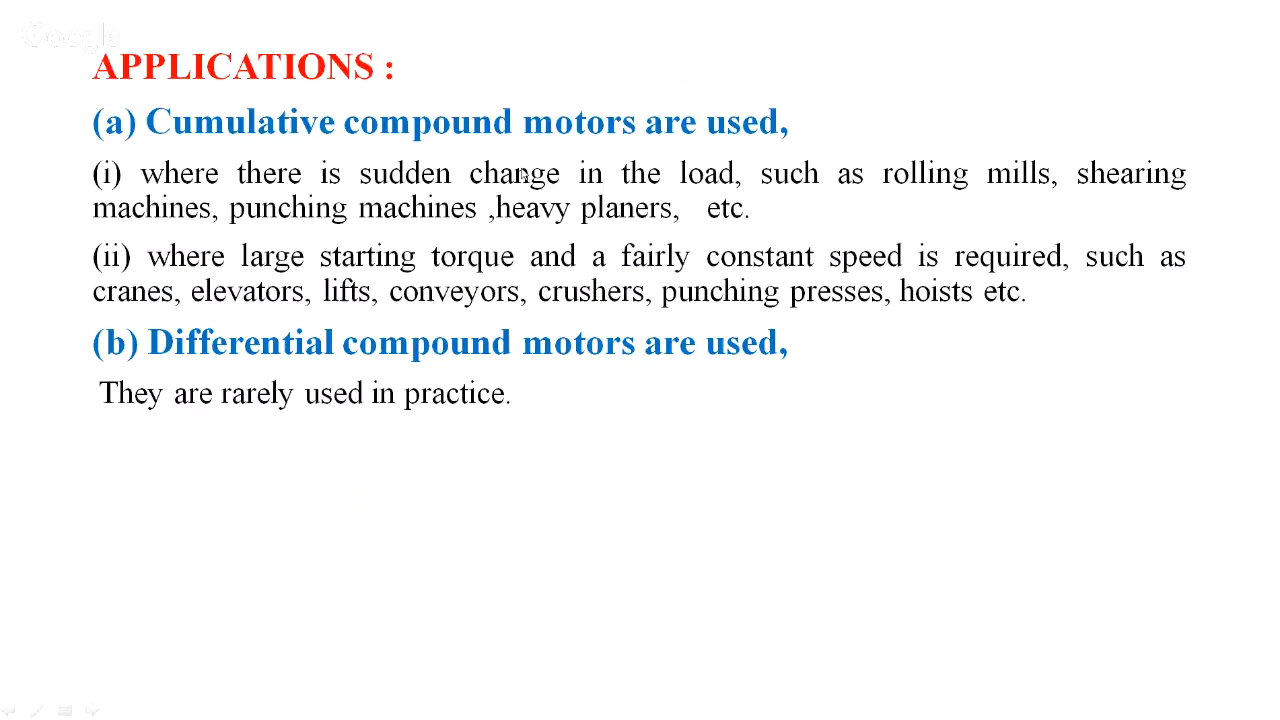 Google
APPLICATIONS :
(a) Cumulative compound motors are used,
(i) where there is sudden change in the load, such as rolling mills, shearing
machines, punching machines ,heavy planers, etc.
(ii) where large starting torque and a fairly constant speed is required, such as
cranes, elevators, lifts, conveyors, crushers, punching presses, hoists etc.
(b) Differential compound motors are used,
They are rarely used in practice.